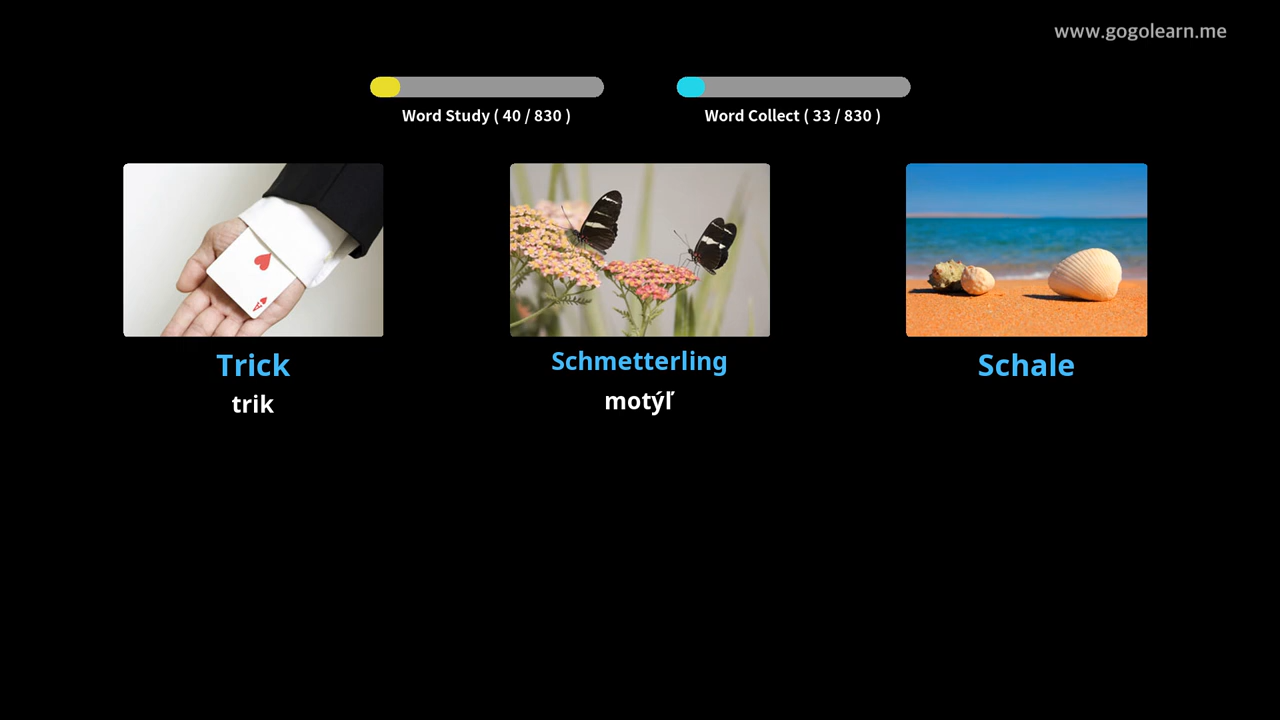 www.gogolearn.me
Word Study ( 40 / 830 )
Word Collect ( 33 / 830 )
Trick
trik
Schmetterling
motýľ
Schale